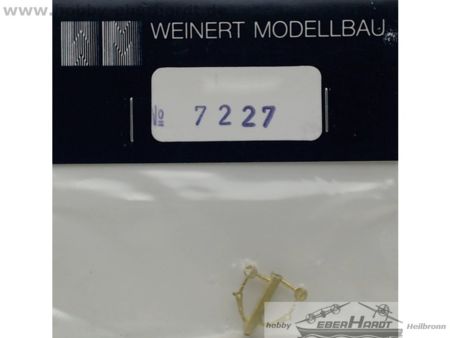 WEINERT MODELLBAU
No 7227
hobby EBERHARDT Heilbronn